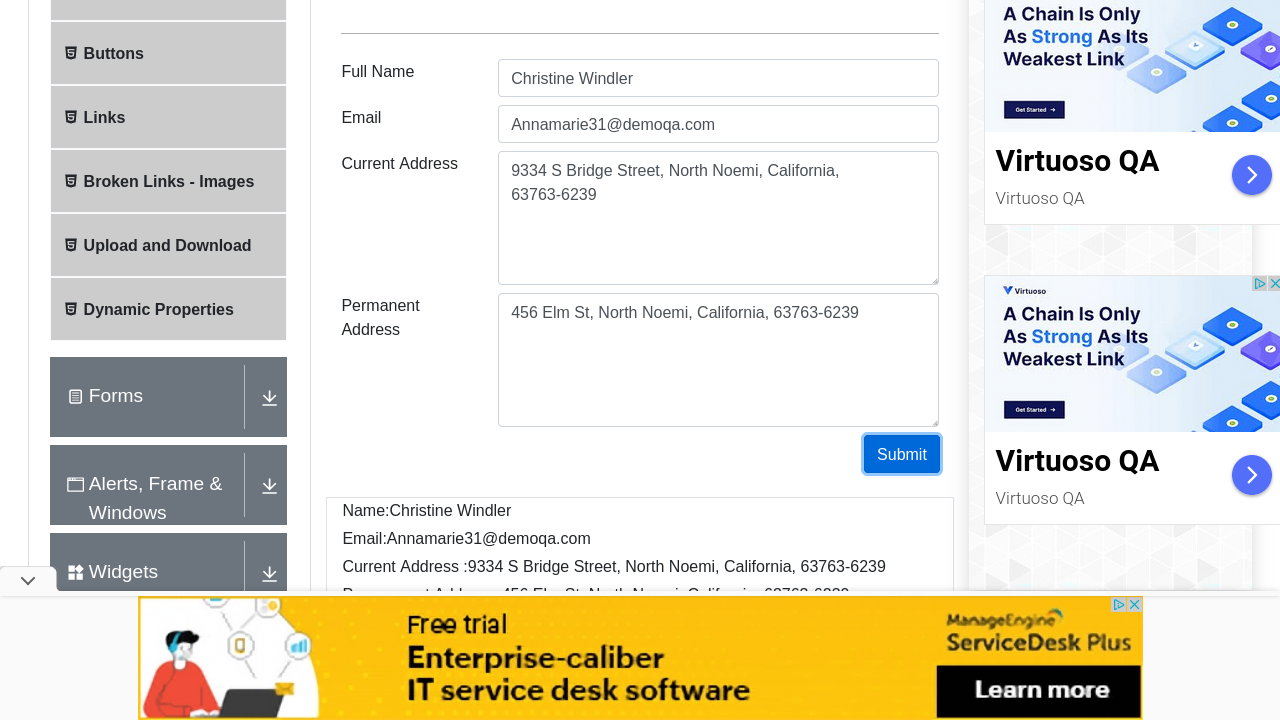 Buttons
Links
Broken Links - Images
Upload and Download
Dynamic Properties
Forms
Alerts, Frame &
Windows
Widgets
Full Name
Christine Windler
Email
Annamarie31@demoqa.com
Current Address
9334 S Bridge Street, North Noemi, California,
63763-6239
Permanent
Address
456 Elm St, North Noemi, California, 63763-6239
Submit
Name:Christine Windler
Email:Annamarie31@demoqa.com
Current Address :9334 S Bridge Street, North Noemi, California, 63763-6239
A Chain Is Only
As Strong As Its
Weakest Link
Get Started
Virtuoso QA
Virtuoso QA
Virtuoso
A Chain Is Only
As Strong As Its
Weakest Link
Get Started
Virtuoso QA
Virtuoso QA
Free trial
Enterprise-caliber
IT service desk software
ManageEngine
ServiceDesk Plus
Learn more